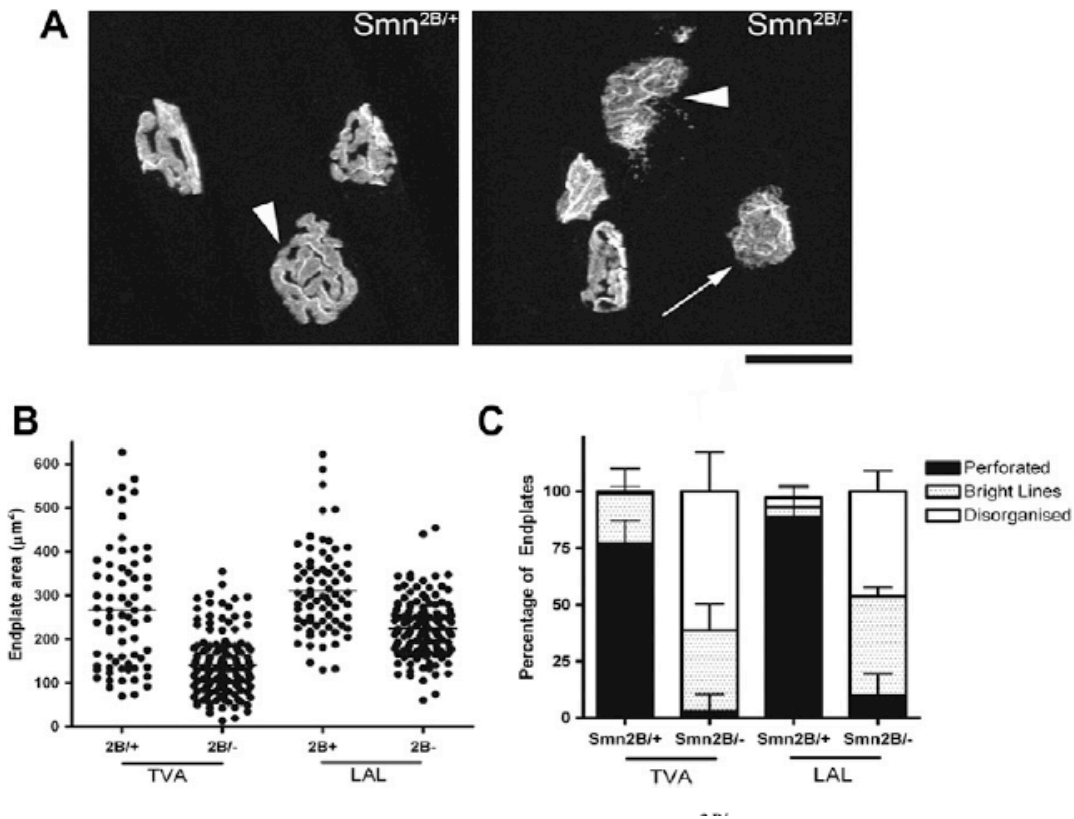 A
Smn2B/+
Smn2B/-
B
Endplate area (μm²)
600
500
400
300
200
100
0
2B/+
2B/-
2B+
2B-
TVA
LAL
C
Percentage of Endplates
100
75
50
25
0
Smn2B/+
Smn2B/-
Smn2B/+
Smn2B/-
TVA
LAL
Perforated
Bright Lines
Disorganised